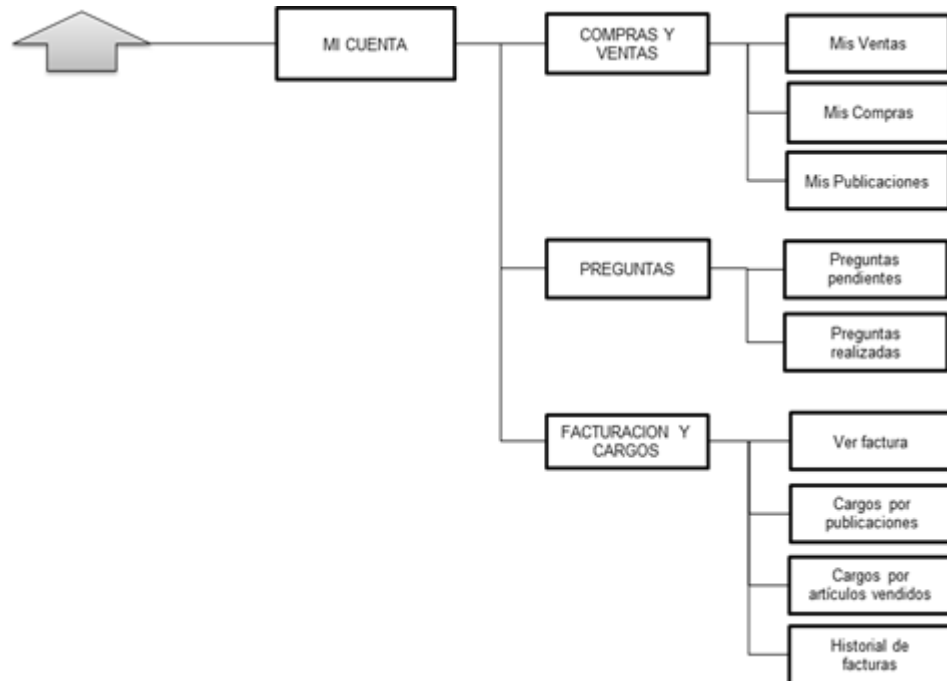 MI CUENTA
COMPRAS Y
VENTAS
Mis Ventas
Mis Compras
Mis Publicaciones
PREGUNTAS
Preguntas
pendientes
Preguntas
realizadas
FACTURACION Y
CARGOS
Ver factura
Cargos por
publicaciones
Cargos por
artículos vendidos
Historial de
facturas